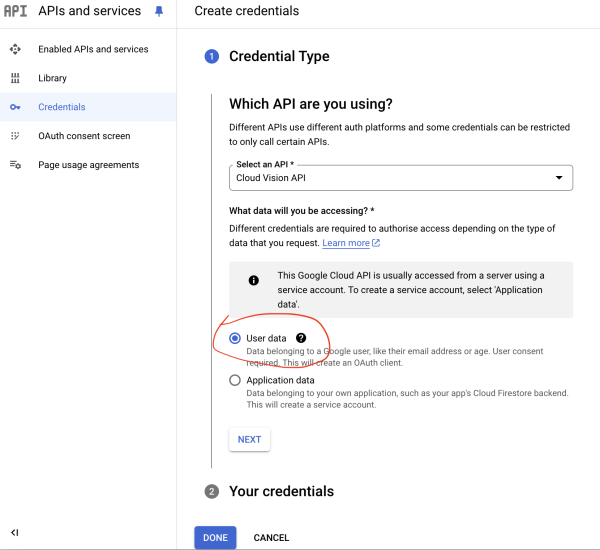 API APIs and services
Enabled APIs and services
Library
Credentials
OAuth consent screen
Page usage agreements
Create credentials
1 Credential Type
Which API are you using?
Different APIs use different auth platforms and some credentials can be restricted
to only call certain APIs.
Select an API *
Cloud Vision API
What data will you be accessing? *
Different credentials are required to authorise access depending on the type of
data that you request. Learn more
This Google Cloud API is usually accessed from a server using a
service account. To create a service account, select 'Application
data'.
User data
Data belonging to a Google user, like their email address or age. User consent
required. This will create an OAuth client.
Application data
Data belonging to your own application, such as your app's Cloud Firestore backend.
This will create a service account.
NEXT
2 Your credentials
DONE CANCEL